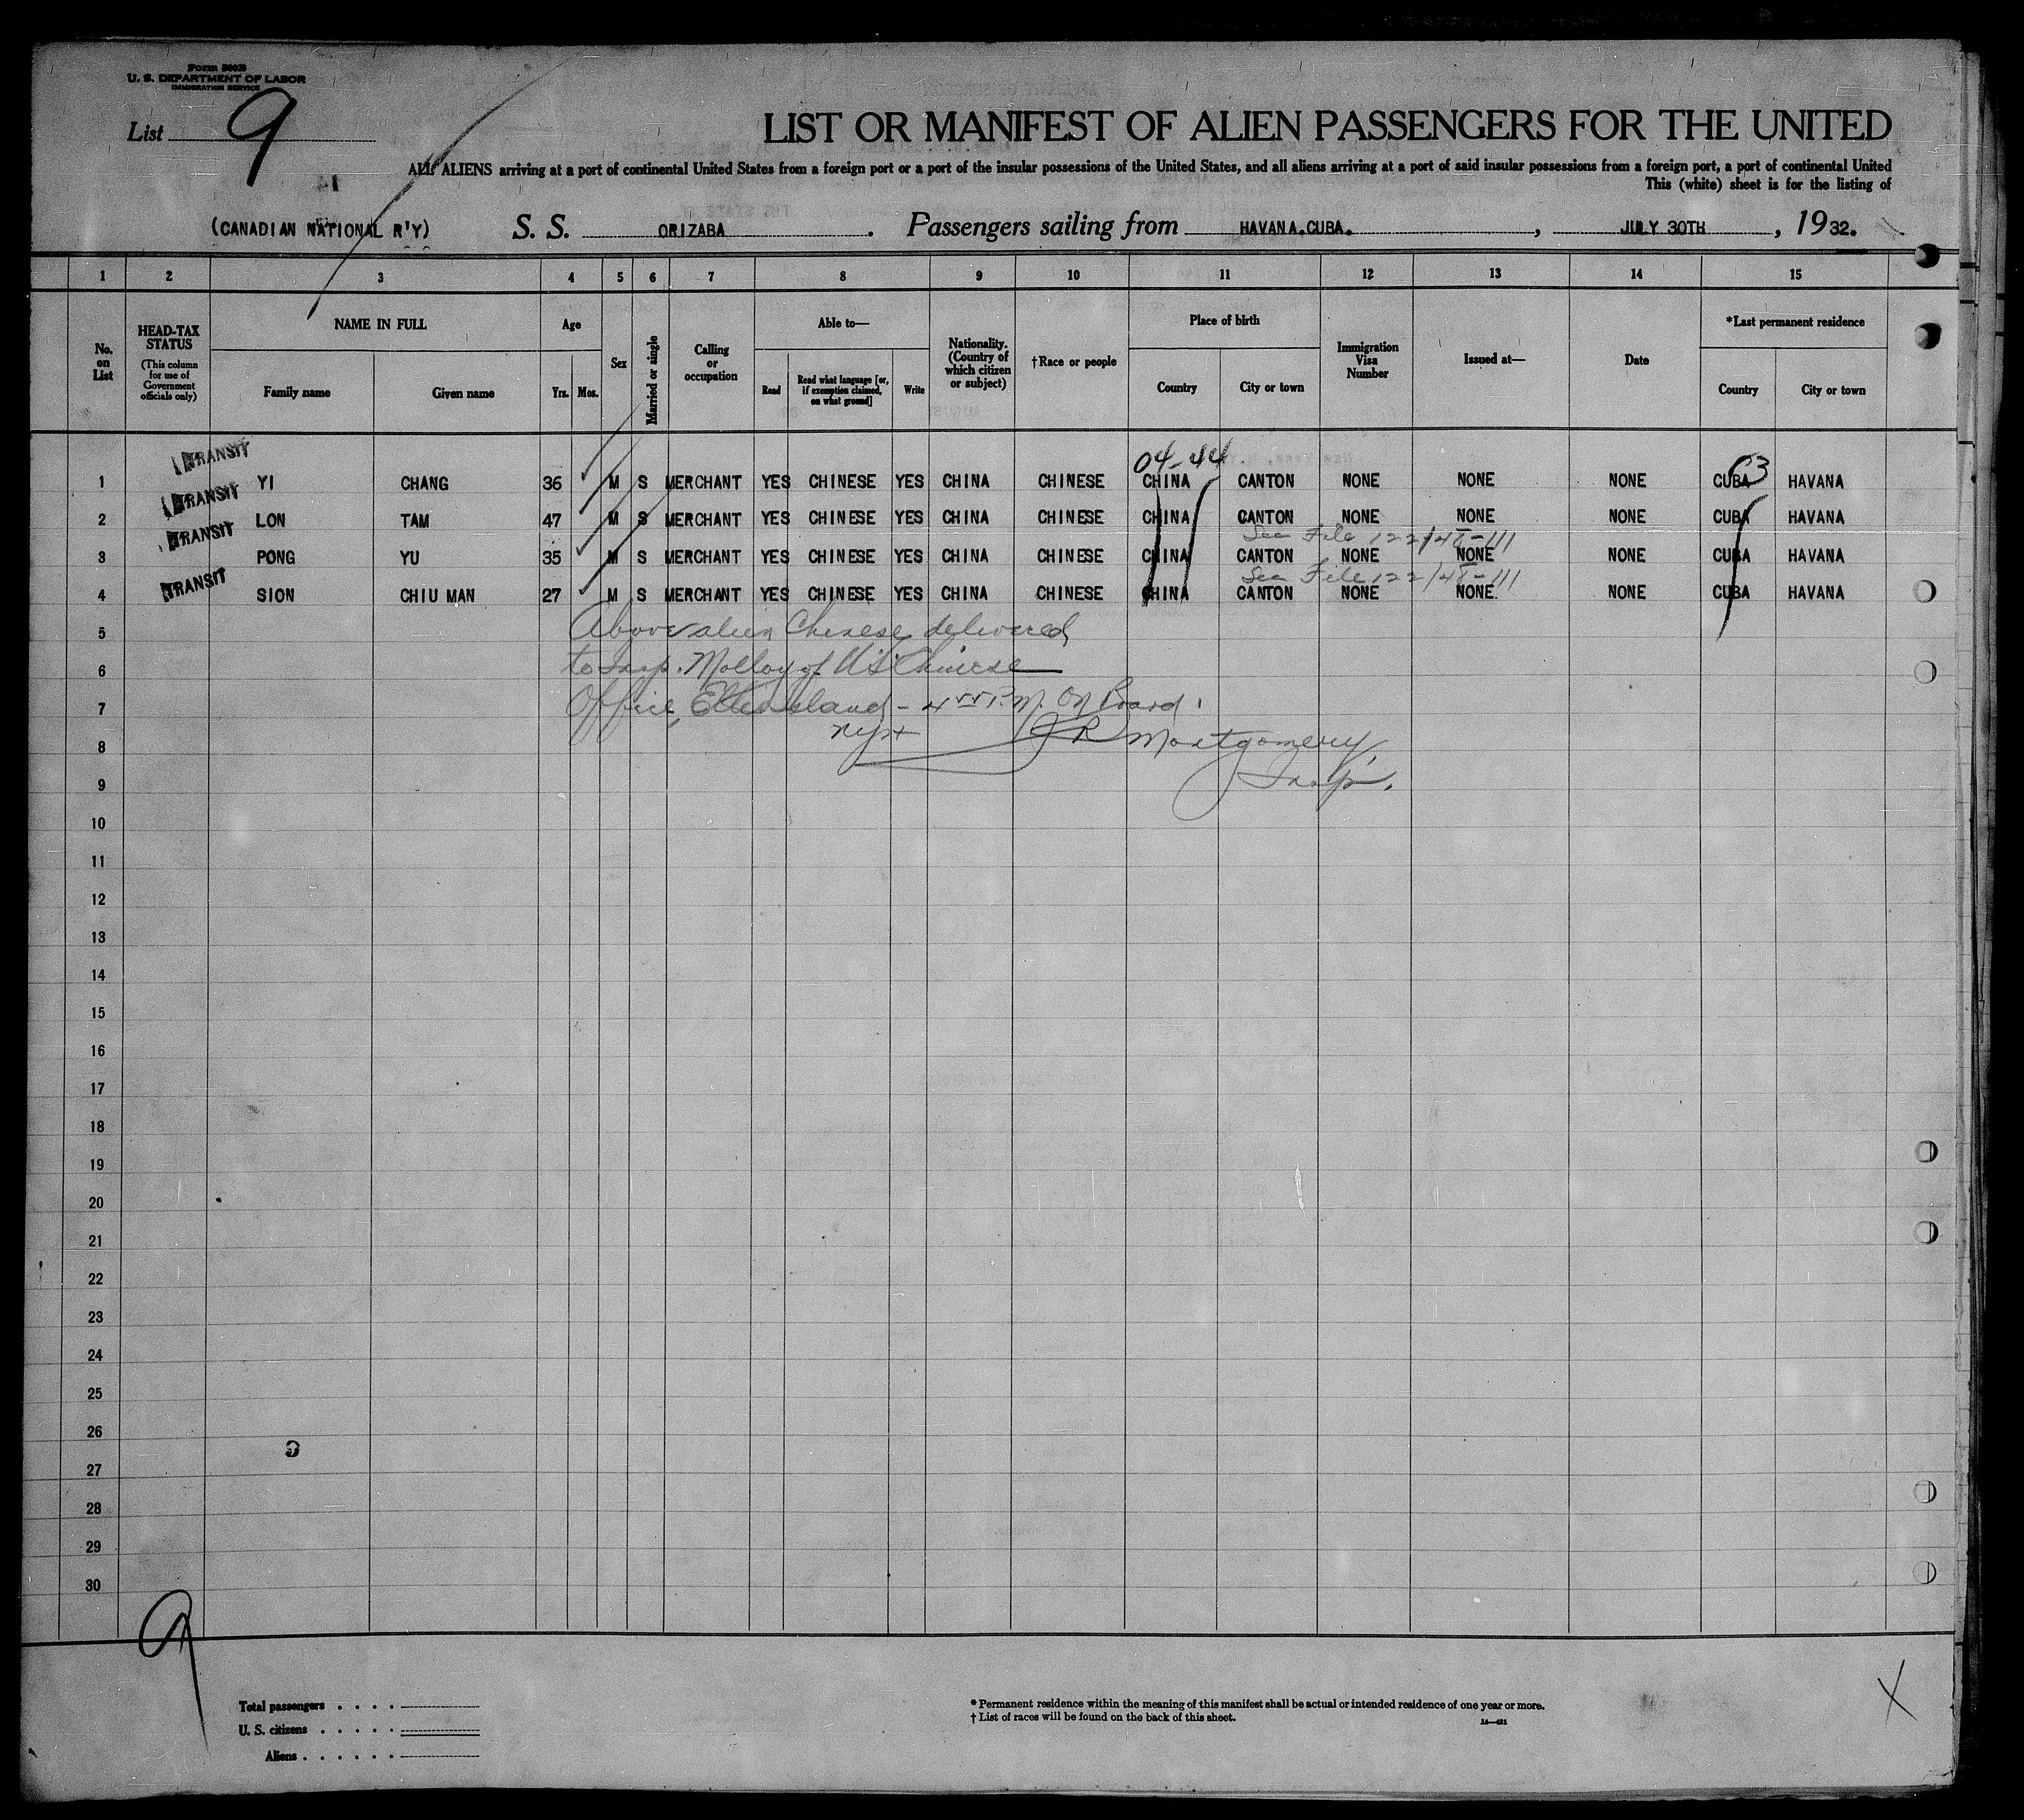 Form 500B
U. S. DEPARTMENT OF LABOR
IMMIGRATION SERVICE
List 9
LIST OR MANIFEST OF ALIEN PASSENGERS FOR THE UNITED
ALL ALIENS arriving at a port of continental United States from a foreign port or a port of the insular possessions of the United States, and all aliens arriving at a port of said insular possessions from a foreign port, a port of continental United
This (white) sheet is for the listing of
(CANADIAN NATIONAL R'Y) S. S. ORIZABA . Passengers sailing from HAVANA.CUBA. , JULY 30TH , 1932.
1 2 3 4 5 6 7 8 9 10 11 12 13 14 15
No. on List
HEAD-TAX STATUS
(This column for use of Government officials only)
NAME IN FULL
Family name Given name
Age
Yrs. Mos.
Sex
Married or single
Calling or occupation
Able to—
Read Read what language [or, if exemption claimed, on what ground] Write
Nationality. (Country of which citizen or subject)
†Race or people
Place of birth
Country City or town
Immigration Visa Number
Issued at—
Date
*Last permanent residence
Country City or town
04-44
1 TRANSIT YI CHANG 36 M S MERCHANT YES CHINESE YES CHINA CHINESE CHINA CANTON NONE NONE NONE CUBA HAVANA
2 TRANSIT LON TAM 47 M S MERCHANT YES CHINESE YES CHINA CHINESE CHINA CANTON NONE NONE NONE CUBA HAVANA
See File 122/48-111
3 TRANSIT PONG YU 35 M S MERCHANT YES CHINESE YES CHINA CHINESE CHINA CANTON NONE NONE NONE CUBA HAVANA
See File 122/48-111
4 TRANSIT SION CHIU MAN 27 M S MERCHANT YES CHINESE YES CHINA CHINESE CHINA CANTON NONE NONE NONE CUBA HAVANA
5 Above alien Chinese delivered
6 to Insp. Molloy of U.S. Chinese
7 Office, Ellis Island - P.M. On Board.
8 JR Montgomery,
9 Insp.
10
11
12
13
14
15
16
17
18
19
20
21
22
23
24
25
26
27
28
29
30
9
Total passengers . . . .
U. S. citizens . . . . .
Aliens . . . . . .
* Permanent residence within the meaning of this manifest shall be actual or intended residence of one year or more.
† List of races will be found on the back of this sheet.
X